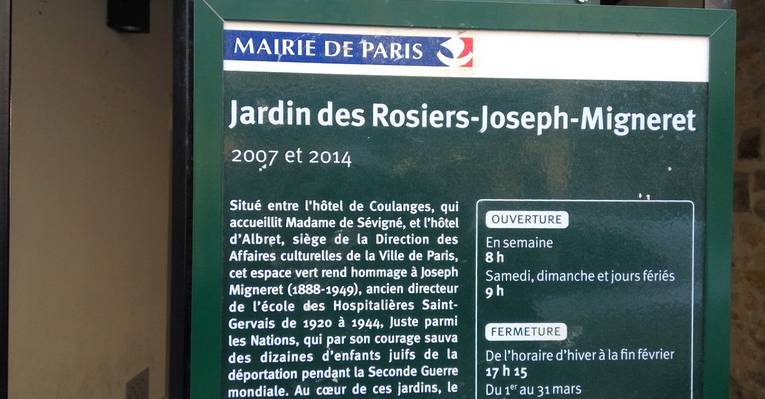 MAIRIE DE PARIS
Jardin des Rosiers-Joseph-Migneret
2007 et 2014
Situé entre l'hôtel de Coulanges, qui
accueillit Madame de Sévigné, et l'hôtel
d'Albret, siège de la Direction des
Affaires culturelles de la Ville de Paris,
cet espace vert rend hommage à Joseph
Migneret (1888-1949), ancien directeur
de l'école des Hospitalières Saint-
Gervais de 1920 à 1944, Juste parmi
les Nations, qui par son courage sauva
des dizaines d'enfants juifs de la
déportation pendant la Seconde Guerre
mondiale. Au cœur de ces jardins, le
OUVERTURE
En semaine
8 h
Samedi, dimanche et jours fériés
9 h
FERMETURE
De l'horaire d'hiver à la fin février
17 h 15
Du 1er au 31 mars